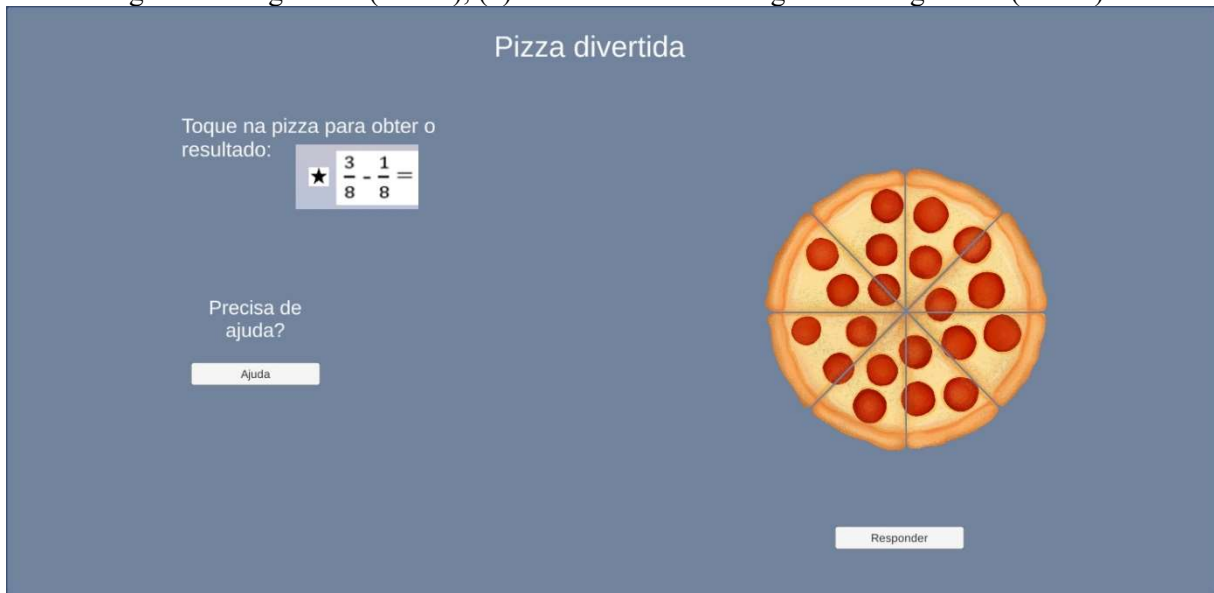 Pizza divertida
Toque na pizza para obter o
resultado:
★ 3/8 - 1/8 =
Precisa de
ajuda?
Ajuda
Responder